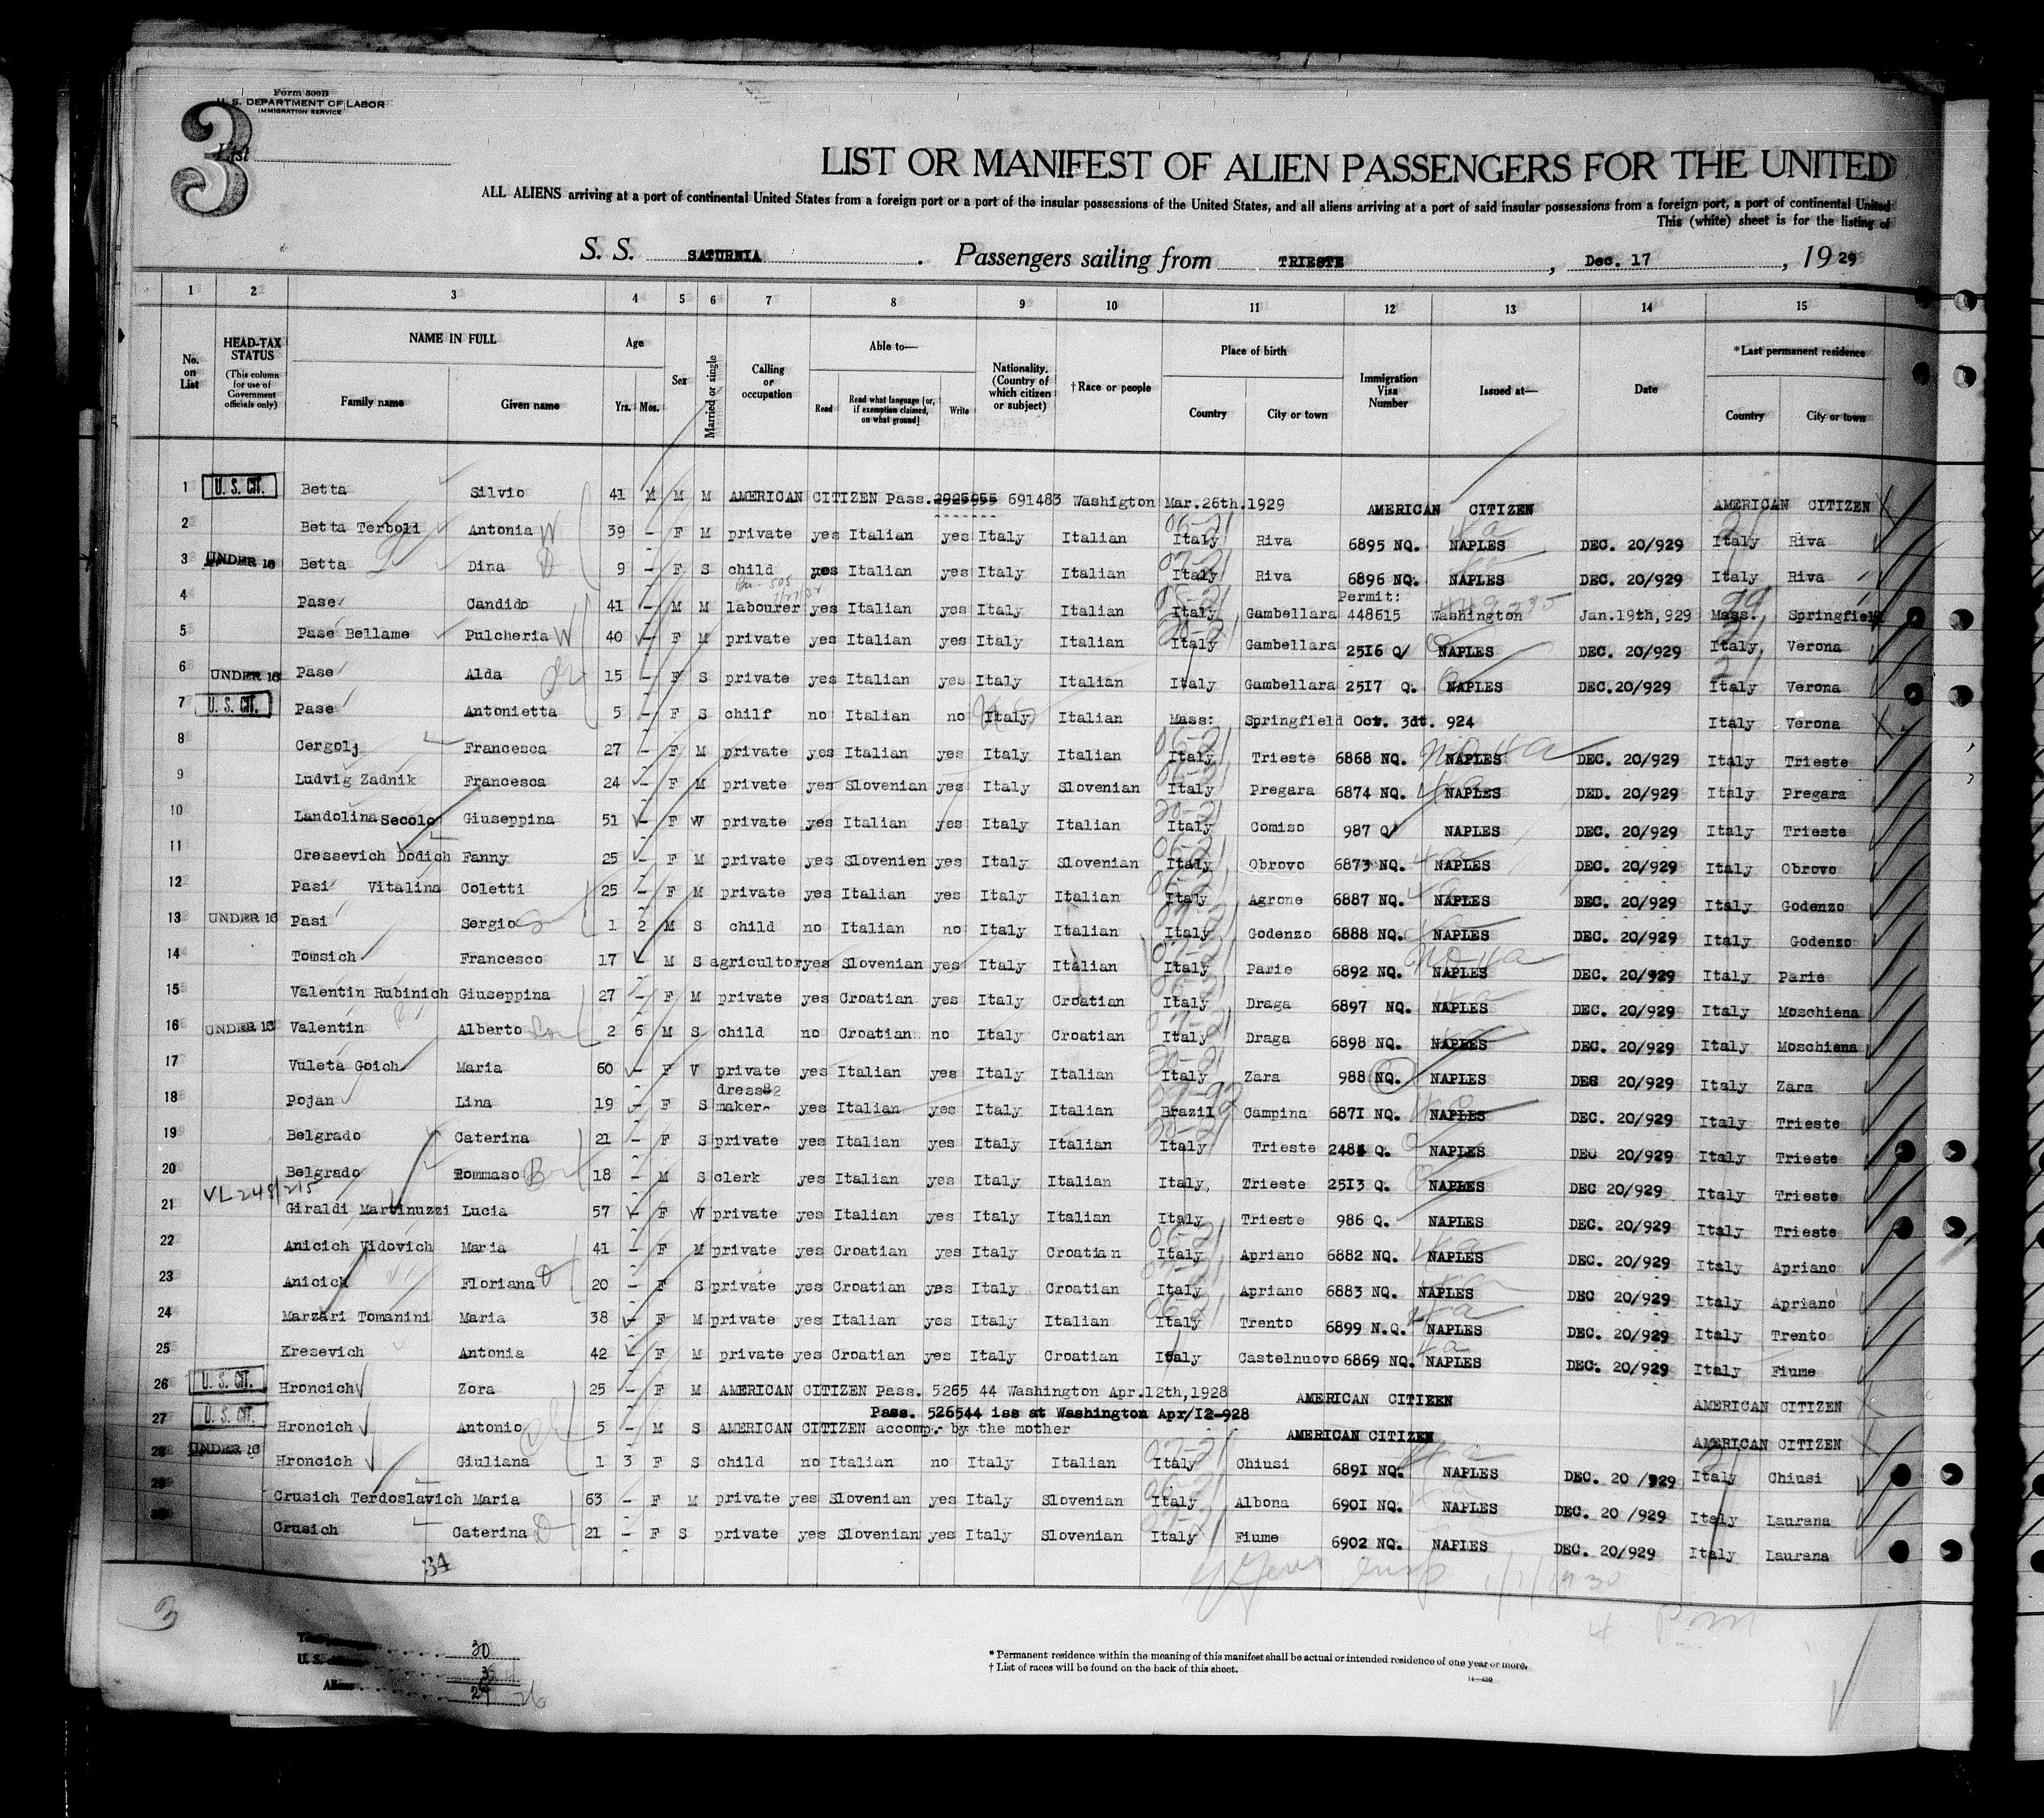 Form 500B
U. S. DEPARTMENT OF LABOR
IMMIGRATION SERVICE
3
List
LIST OR MANIFEST OF ALIEN PASSENGERS FOR THE UNITED
ALL ALIENS arriving at a port of continental United States from a foreign port or a port of the insular possessions of the United States, and all aliens arriving at a port of said insular possessions from a foreign port, a port of continental United
This (white) sheet is for the listing of
S. S. SATURNIA . Passengers sailing from TRIESTE , Dec. 17 , 1929
1 2 3 4 5 6 7 8 9 10 11 12 13 14 15
No. on List HEAD-TAX STATUS (This column for use of Government officials only) NAME IN FULL Family name Given name Age Yrs. Mos. Sex Married or single Calling or occupation Able to— Read Read what language [or, if exemption claimed, on what ground] Write Nationality. (Country of which citizen or subject) †Race or people Place of birth Country City or town Immigration Visa Number Issued at— Date *Last permanent residence Country City or town
1 U. S. CIT. Betta Silvio 41 M M M AMERICAN CITIZEN Pass. 2925955 691483 Washigton Mar.26th.1929 AMERICAN CITIZEN AMERICAN CITIZEN
2 Betta Terboli Antonia W 39 - F M private yes Italian yes Italy Italian Italy Riva 6895 NQ. NAPLES DEC. 20/929 Italy Riva
3 UNDER 16 Betta Dina D 9 - F S child yes Italian yes Italy Italian Italy Riva 6896 NQ. NAPLES DEC. 20/929 Italy Riva
4 Pase Candido 41 - M M labourer yes Italian yes Italy Italian Italy Gambellara Permit: 448615 Washington Jan.19th,929 Mass. Springfield
5 Pase Bellame Pulcheria W 40 - F M private yes Italian yes Italy Italian Italy Gambellara 2516 Q/ NAPLES DEC. 20/929 Italy, Verona
6 UNDER 16 Pase Alda 15 - F S private yes Italian yes Italy Italian Italy Gambellara 2517 Q. NAPLES DEC.20/929 Italy Verona
7 U. S. CIT. Pase Antonietta 5 - F S chilf no Italian no Italy Italian Mass: Springfield Oct. 3dt. 924 Italy Verona
8 Cergolj Francesca 27 - F M private yes Italian yes Italy Italian Italy Trieste 6868 NQ. NAPLES DEC. 20/929 Italy Trieste
9 Ludvig Zadnik Francesca 24 - F M private yes Slovenian yes Italy Slovenian Italy Pregara 6874 NQ. NAPLES DED. 20/929 Italy Pregara
10 Landolina Secolo Giuseppina 51 - F W private yes Italian yes Italy Italian Italy Comiso 987 Q NAPLES DEC. 20/929 Italy Trieste
11 Cressevich Dodich Fanny 25 - F M private yes Slovenien yes Italy Slovenian Italy Obrovo 6873 NQ. NAPLES DEC. 20/929 Italy Obrovo
12 Pasi Vitalina Coletti 25 - F M private yes Italian yes Italy Italian Italy Agrone 6887 NQ. NAPLES DEC. 20/929 Italy Godenzo
13 UNDER 16 Pasi Sergio 1 2 M S child no Italian no Italy Italian Italy Godenzo 6888 NQ. NAPLES DEC. 20/929 Italy Godenzo
14 Tomsich Francesco 17 - M S agricultor yes Slovenian yes Italy Italian Italy Parie 6892 NQ. NAPLES DEC. 20/929 Italy Parie
15 Valentin Rubinich Giuseppina 27 - F M private yes Croatian yes Italy Croatian Italy Draga 6897 NQ. NAPLES DEC. 20/929 Italy Moschiena
16 UNDER 16 Valentin Alberto Son 2 6 M S child no Croatian no Italy Croatian Italy Draga 6898 NQ. NAPLES DEC. 20/929 Italy Moschiena
17 Vuleta Goich Maria 60 - F V private yes Italian yes Italy Italian Italy Zara 988 NQ. NAPLES DEC 20/929 Italy Zara
18 Pojan Lina 19 - F S dress maker- yes Italian yes Italy Italian Brazil Campina 6871 NQ. NAPLES DEC. 20/929 Italy Trieste
19 Belgrado Caterina 21 - F S private yes Italian yes Italy Italian Italy Trieste 2484 Q. NAPLES DEC 20/929 Italy Trieste
20 Belgrado Tommaso 18 - M S clerk yes Italian yes Italy Italian Italy, Trieste 2513 Q. NAPLES DEC 20/929 Italy Trieste
VL 248/215
21 Giraldi Martinuzzi Lucia 57 - F W private yes Italian yes Italy Italian Italy Trieste 986 Q. NAPLES DEC. 20/929 Italy Trieste
22 Anicich Vidovich Maria 41 - F M private yes Croatian yes Italy Croatian Italy Apriano 6882 NQ. NAPLES DEC. 20/929 Italy Apriano
23 Anicich Floriana D 20 - F S private yes Croatian yes Italy Croatian Italy Apriano 6883 NQ. NAPLES DEC 20/929 Italy Apriano
24 Marzari Tomanini Maria 38 - F M private yes Italian yes Italy Italian Italy Trento 6899 N.Q. NAPLES DEC. 20/929 Italy Trento
25 Kresevich Antonia 42 - F M private yes Croatian yes Italy Croatian Italy Castelnuovo 6869 NQ. NAPLES DEC. 20/929 Italy Fiume
26 U. S. CIT. Hroncich Zora 25 - F M AMERICAN CITIZEN Pass. 5265 44 Washington Apr.12th,1928 AMERICAN CITIEEN AMERICAN CITIZEN
Pass. 526544 iss at Washington Apr/12-928
27 U. S. CIT. Hroncich Antonio 5 - M S AMERICAN CITIZEN accomp. by the mother AMERICAN CITIZEN AMERICAN CITIZEN
28 UNDER 16 Hroncich Giuliana 1 3 F S child no Italian no Italy Italian Italy Chiusi 6891 NQ. NAPLES DEC. 20 /929 Italy Chiusi
29 Crusich Terdoslavich Maria 63 - F M private yes Slovenian yes Italy Slovenian Italy Albona 6901 NQ. NAPLES DEC. 20 /929 Italy Laurana
30 Crusich Caterina D 21 - F S private yes Slovenian yes Italy Slovenian Italy Fiume 6902 NQ. NAPLES DEC. 20/929 Italy Laurana
34
1/1/1930
3
30
U. S.
Aliens 26
* Permanent residence within the meaning of this manifest shall be actual or intended residence of one year or more.
† List of races will be found on the back of this sheet.
14—430